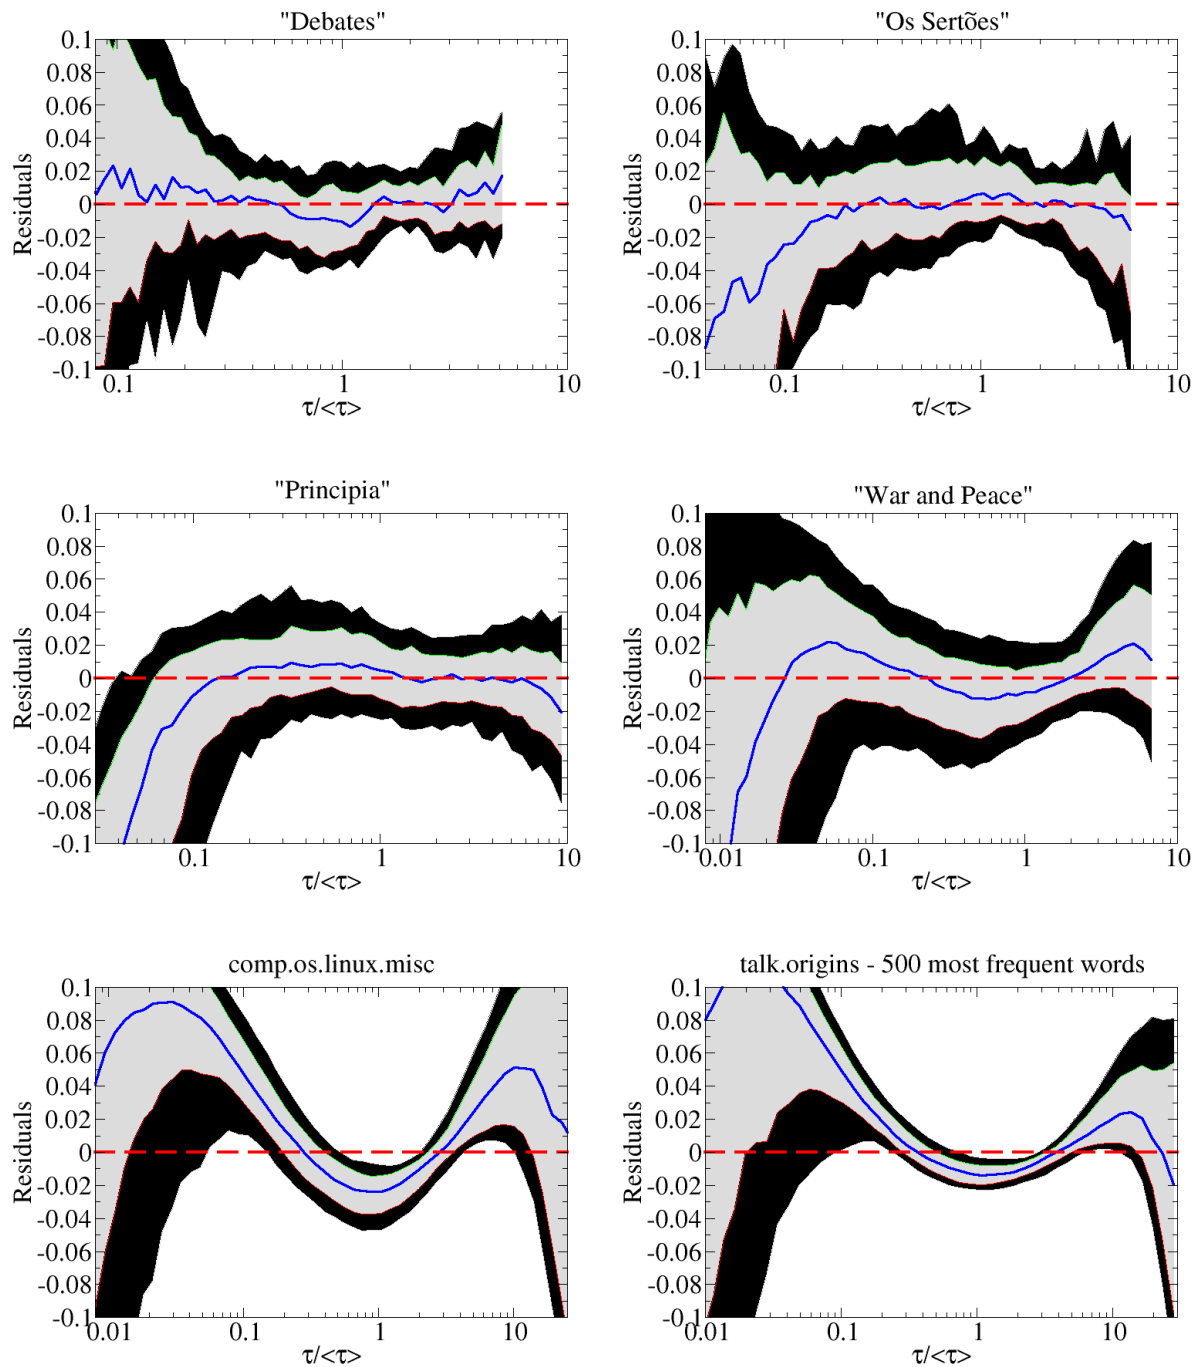 "Debates"
0.1
0.08
0.06
0.04
0.02
0
-0.02
-0.04
-0.06
-0.08
-0.1
Residuals
0.1 1 10
τ/<τ>
"Os Sertões"
0.1
0.08
0.06
0.04
0.02
0
-0.02
-0.04
-0.06
-0.08
-0.1
Residuals
0.1 1 10
τ/<τ>
"Principia"
0.1
0.08
0.06
0.04
0.02
0
-0.02
-0.04
-0.06
-0.08
-0.1
Residuals
0.1 1 10
τ/<τ>
"War and Peace"
0.1
0.08
0.06
0.04
0.02
0
-0.02
-0.04
-0.06
-0.08
-0.1
Residuals
0.01 0.1 1 10
τ/<τ>
comp.os.linux.misc
0.1
0.08
0.06
0.04
0.02
0
-0.02
-0.04
-0.06
-0.08
-0.1
Residuals
0.01 0.1 1 10
τ/<τ>
talk.origins - 500 most frequent words
0.1
0.08
0.06
0.04
0.02
0
-0.02
-0.04
-0.06
-0.08
-0.1
Residuals
0.01 0.1 1 10
τ/<τ>